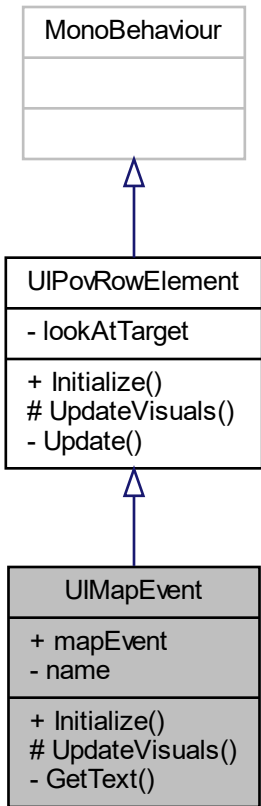 MonoBehaviour
UIPovRowElement
- lookAtTarget
+ Initialize()
# UpdateVisuals()
- Update()
UIMapEvent
+ mapEvent
- name
+ Initialize()
# UpdateVisuals()
- GetText()